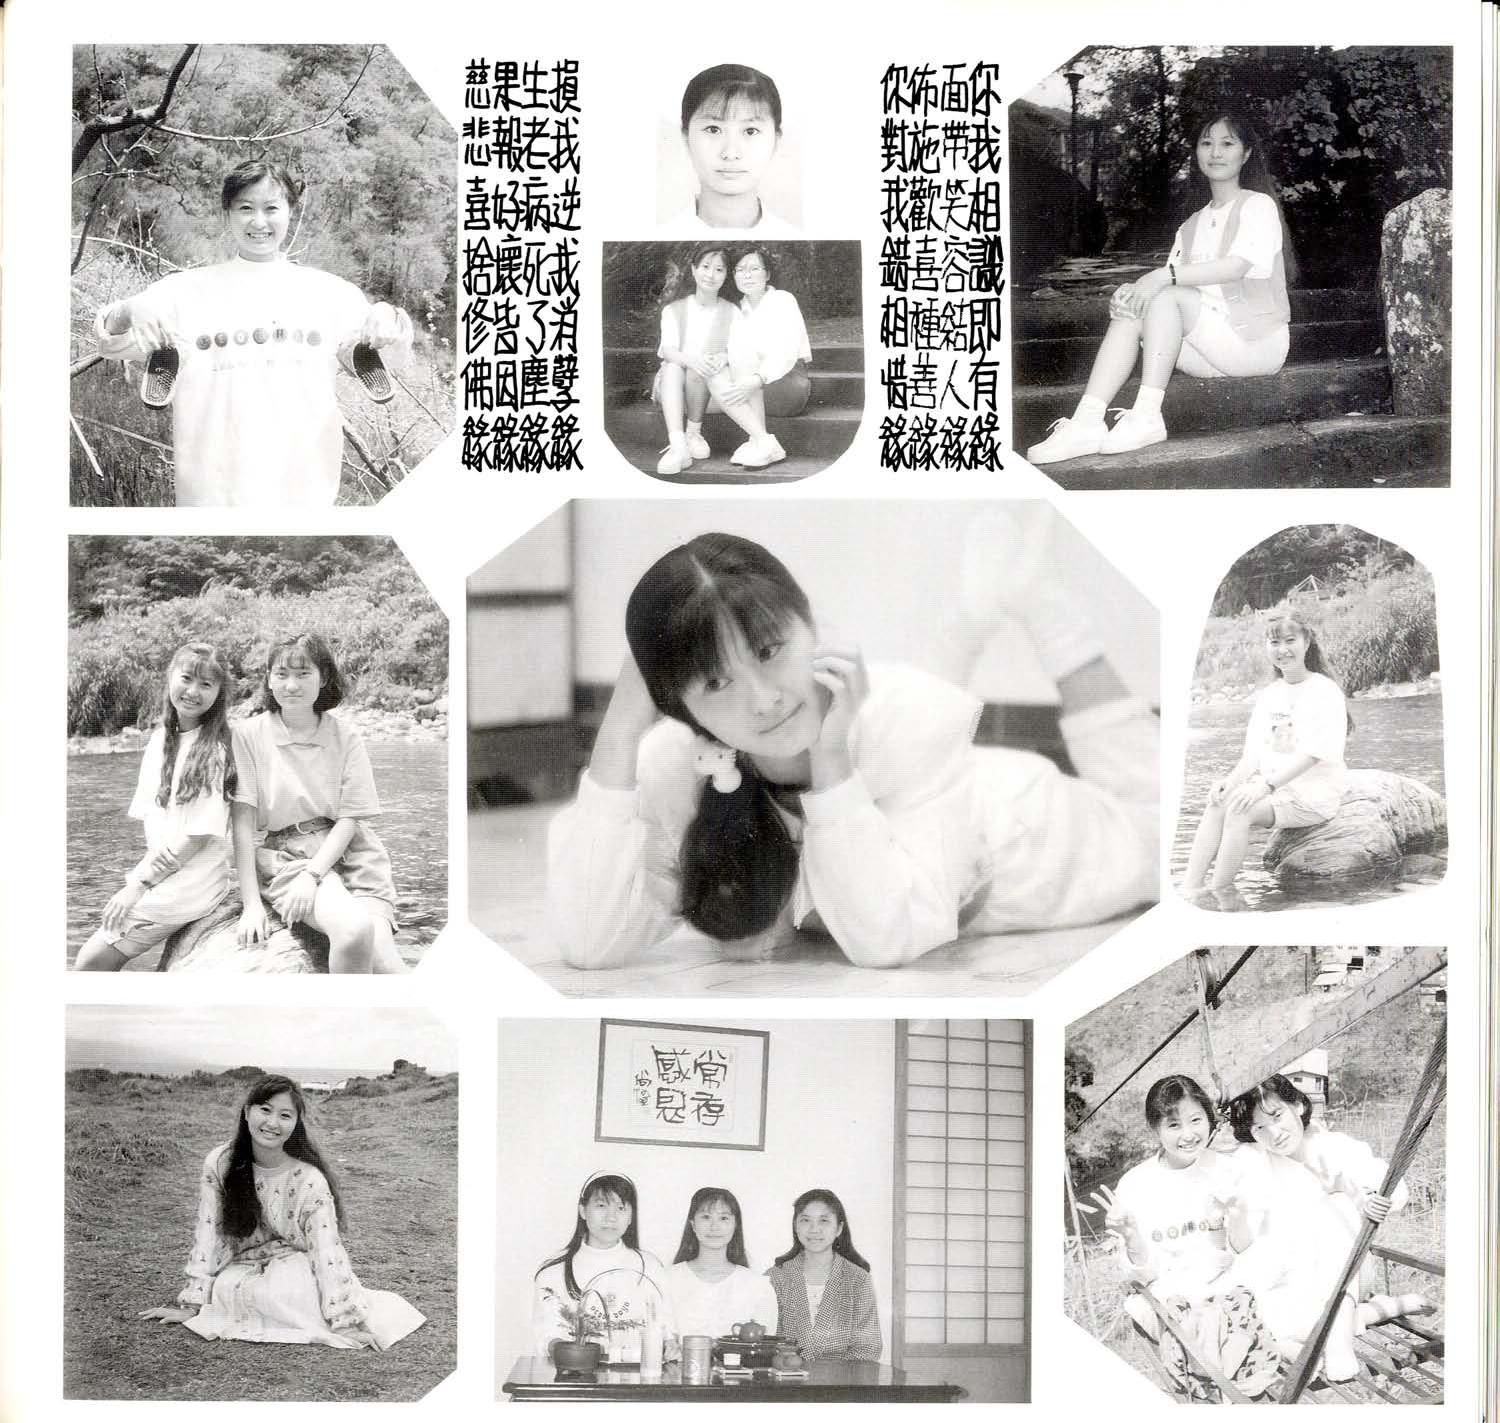 你我相識即有緣
面帶笑容結人緣
佈施歡喜種善緣
你對我錯相惜緣
損我逆我消孽緣
生老病死了塵緣
果報好壞皆因緣
慈悲喜捨修佛緣
常存
感恩